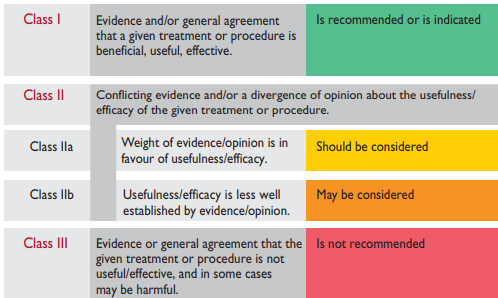 Class I
Evidence and/or general agreement
that a given treatment or procedure is
beneficial, useful, effective.
Is recommended or is indicated
Class II
Conflicting evidence and/or a divergence of opinion about the usefulness/
efficacy of the given treatment or procedure.
Class IIa
Weight of evidence/opinion is in
favour of usefulness/efficacy.
Should be considered
Class IIb
Usefulness/efficacy is less well
established by evidence/opinion.
May be considered
Class III
Evidence or general agreement that the
given treatment or procedure is not
useful/effective, and in some cases
may be harmful.
Is not recommended